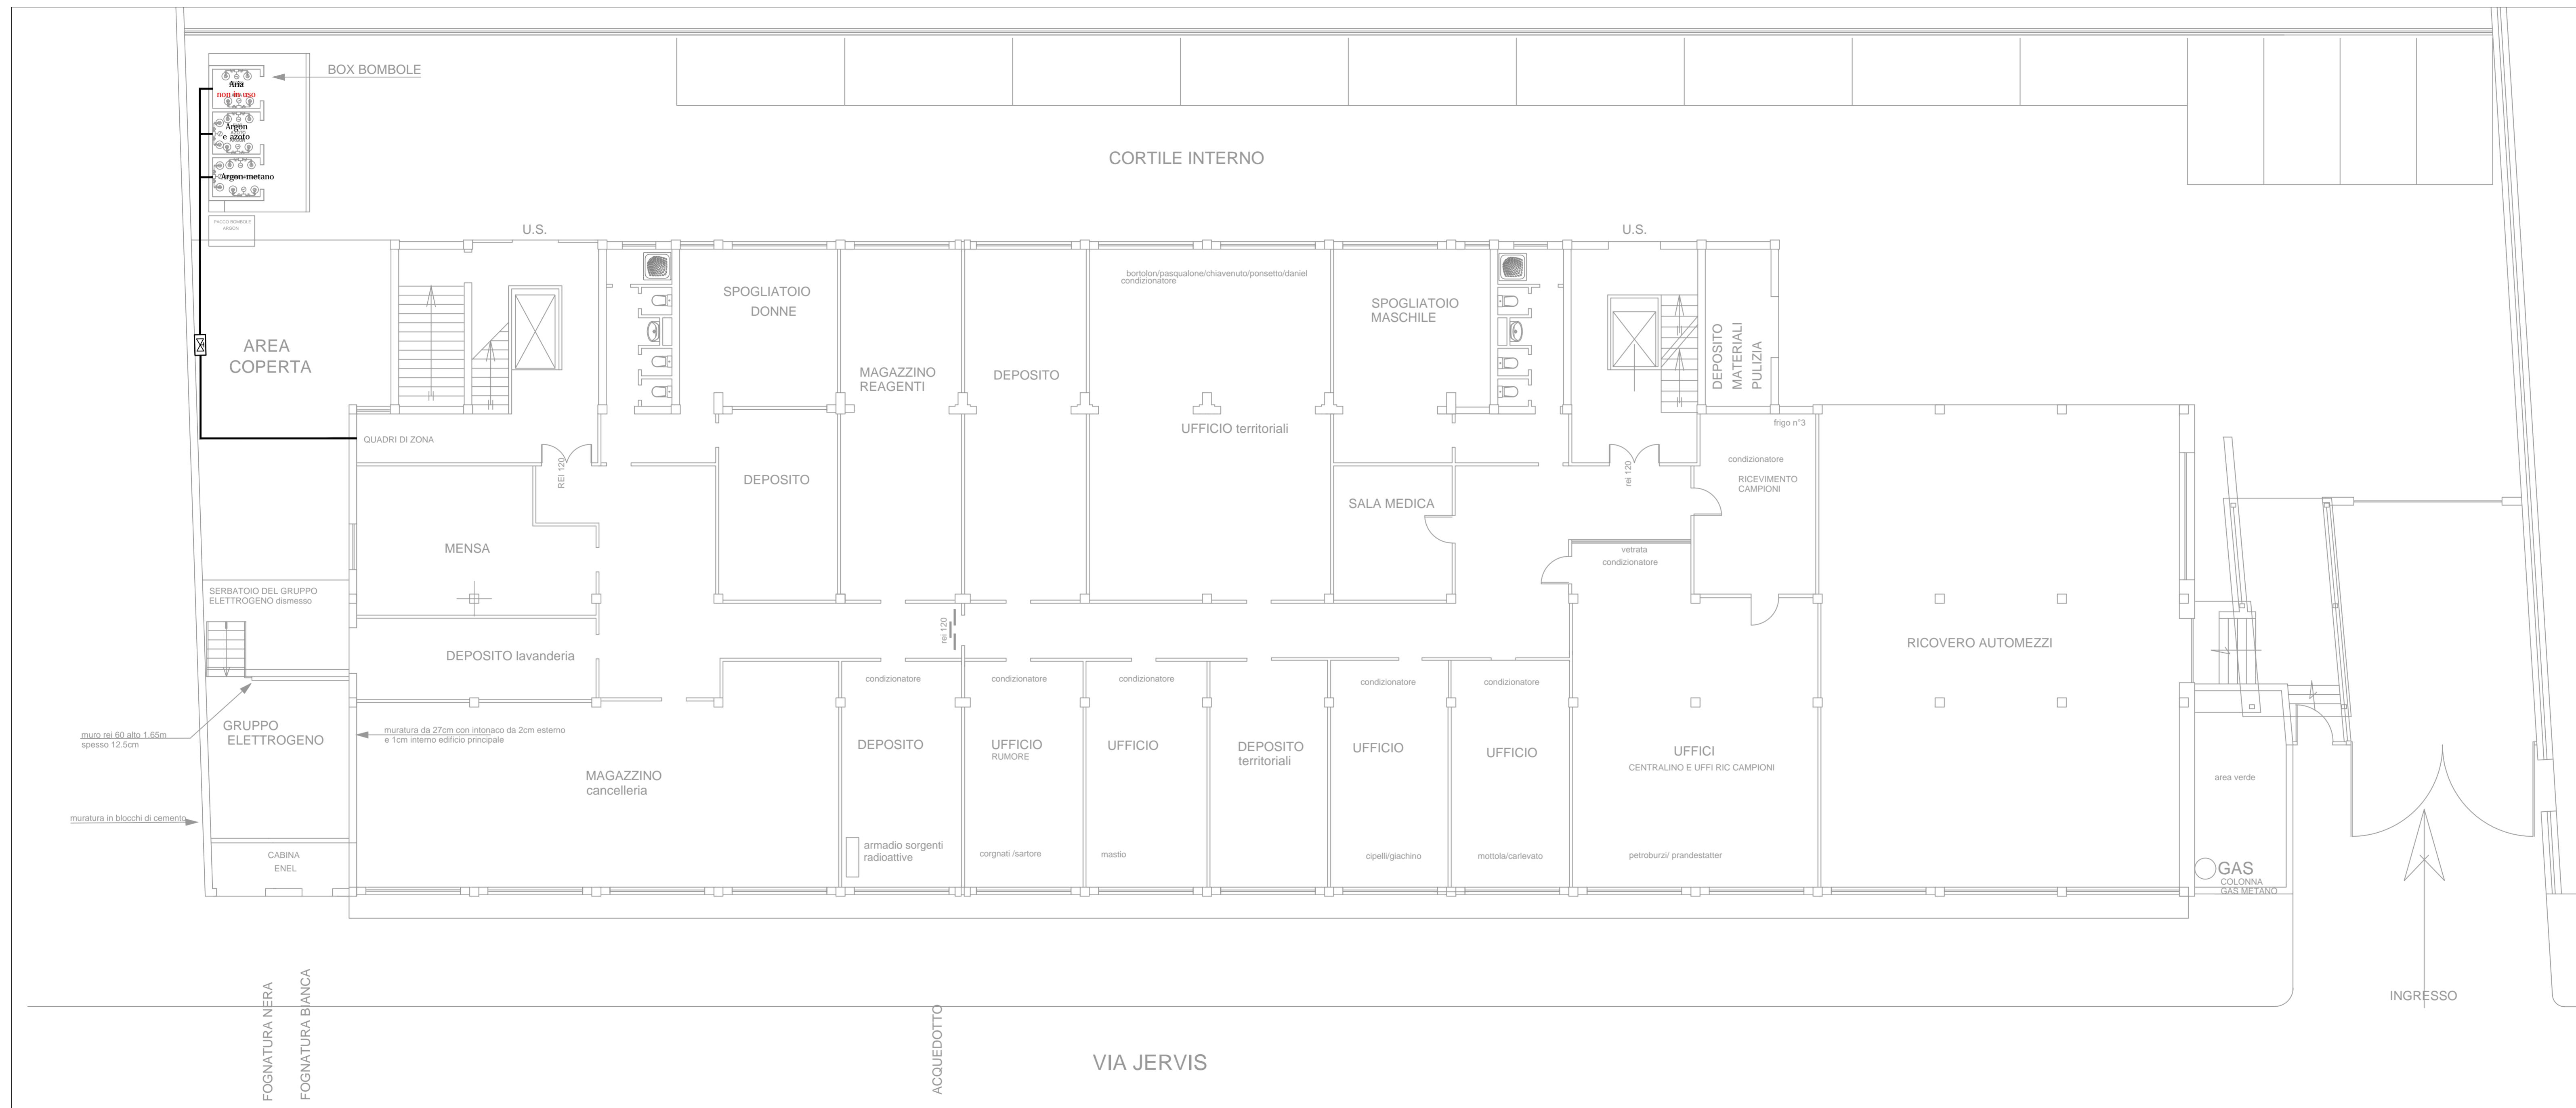 BOX BOMBOLE
Aria
non in uso
Argon
e azoto
Argon-metano
PACCO BOMBOLE
ARGON
CORTILE INTERNO
U.S.
U.S.
AREA
COPERTA
SPOGLIATOIO
DONNE
MAGAZZINO
REAGENTI
DEPOSITO
bortolon/pasqualone/chiavenuto/ponsetto/daniel
condizionatore
SPOGLIATOIO
MASCHILE
DEPOSITO
MATERIALI
PULIZIA
QUADRI DI ZONA
REI 120
DEPOSITO
UFFICIO territoriali
SALA MEDICA
rei 120
frigo n°3
condizionatore
RICEVIMENTO
CAMPIONI
MENSA
vetrata
condizionatore
SERBATOIO DEL GRUPPO
ELETTROGENO dismesso
DEPOSITO lavanderia
rei 120
RICOVERO AUTOMEZZI
condizionatore
condizionatore
condizionatore
condizionatore
condizionatore
muro rei 60 alto 1.65m
spesso 12.5cm
GRUPPO
ELETTROGENO
muratura da 27cm con intonaco da 2cm esterno
e 1cm interno edificio principale
MAGAZZINO
cancelleria
DEPOSITO
UFFICIO
RUMORE
UFFICIO
DEPOSITO
territoriali
UFFICIO
UFFICIO
UFFICI
CENTRALINO E UFFI RIC CAMPIONI
area verde
muratura in blocchi di cemento
CABINA
ENEL
armadio sorgenti
radioattive
corgnati /sartore
mastio
cipelli/giachino
mottola/carlevato
petroburzi/ prandestatter
GAS
COLONNA
GAS METANO
INGRESSO
FOGNATURA NERA
FOGNATURA BIANCA
ACQUEDOTTO
VIA JERVIS